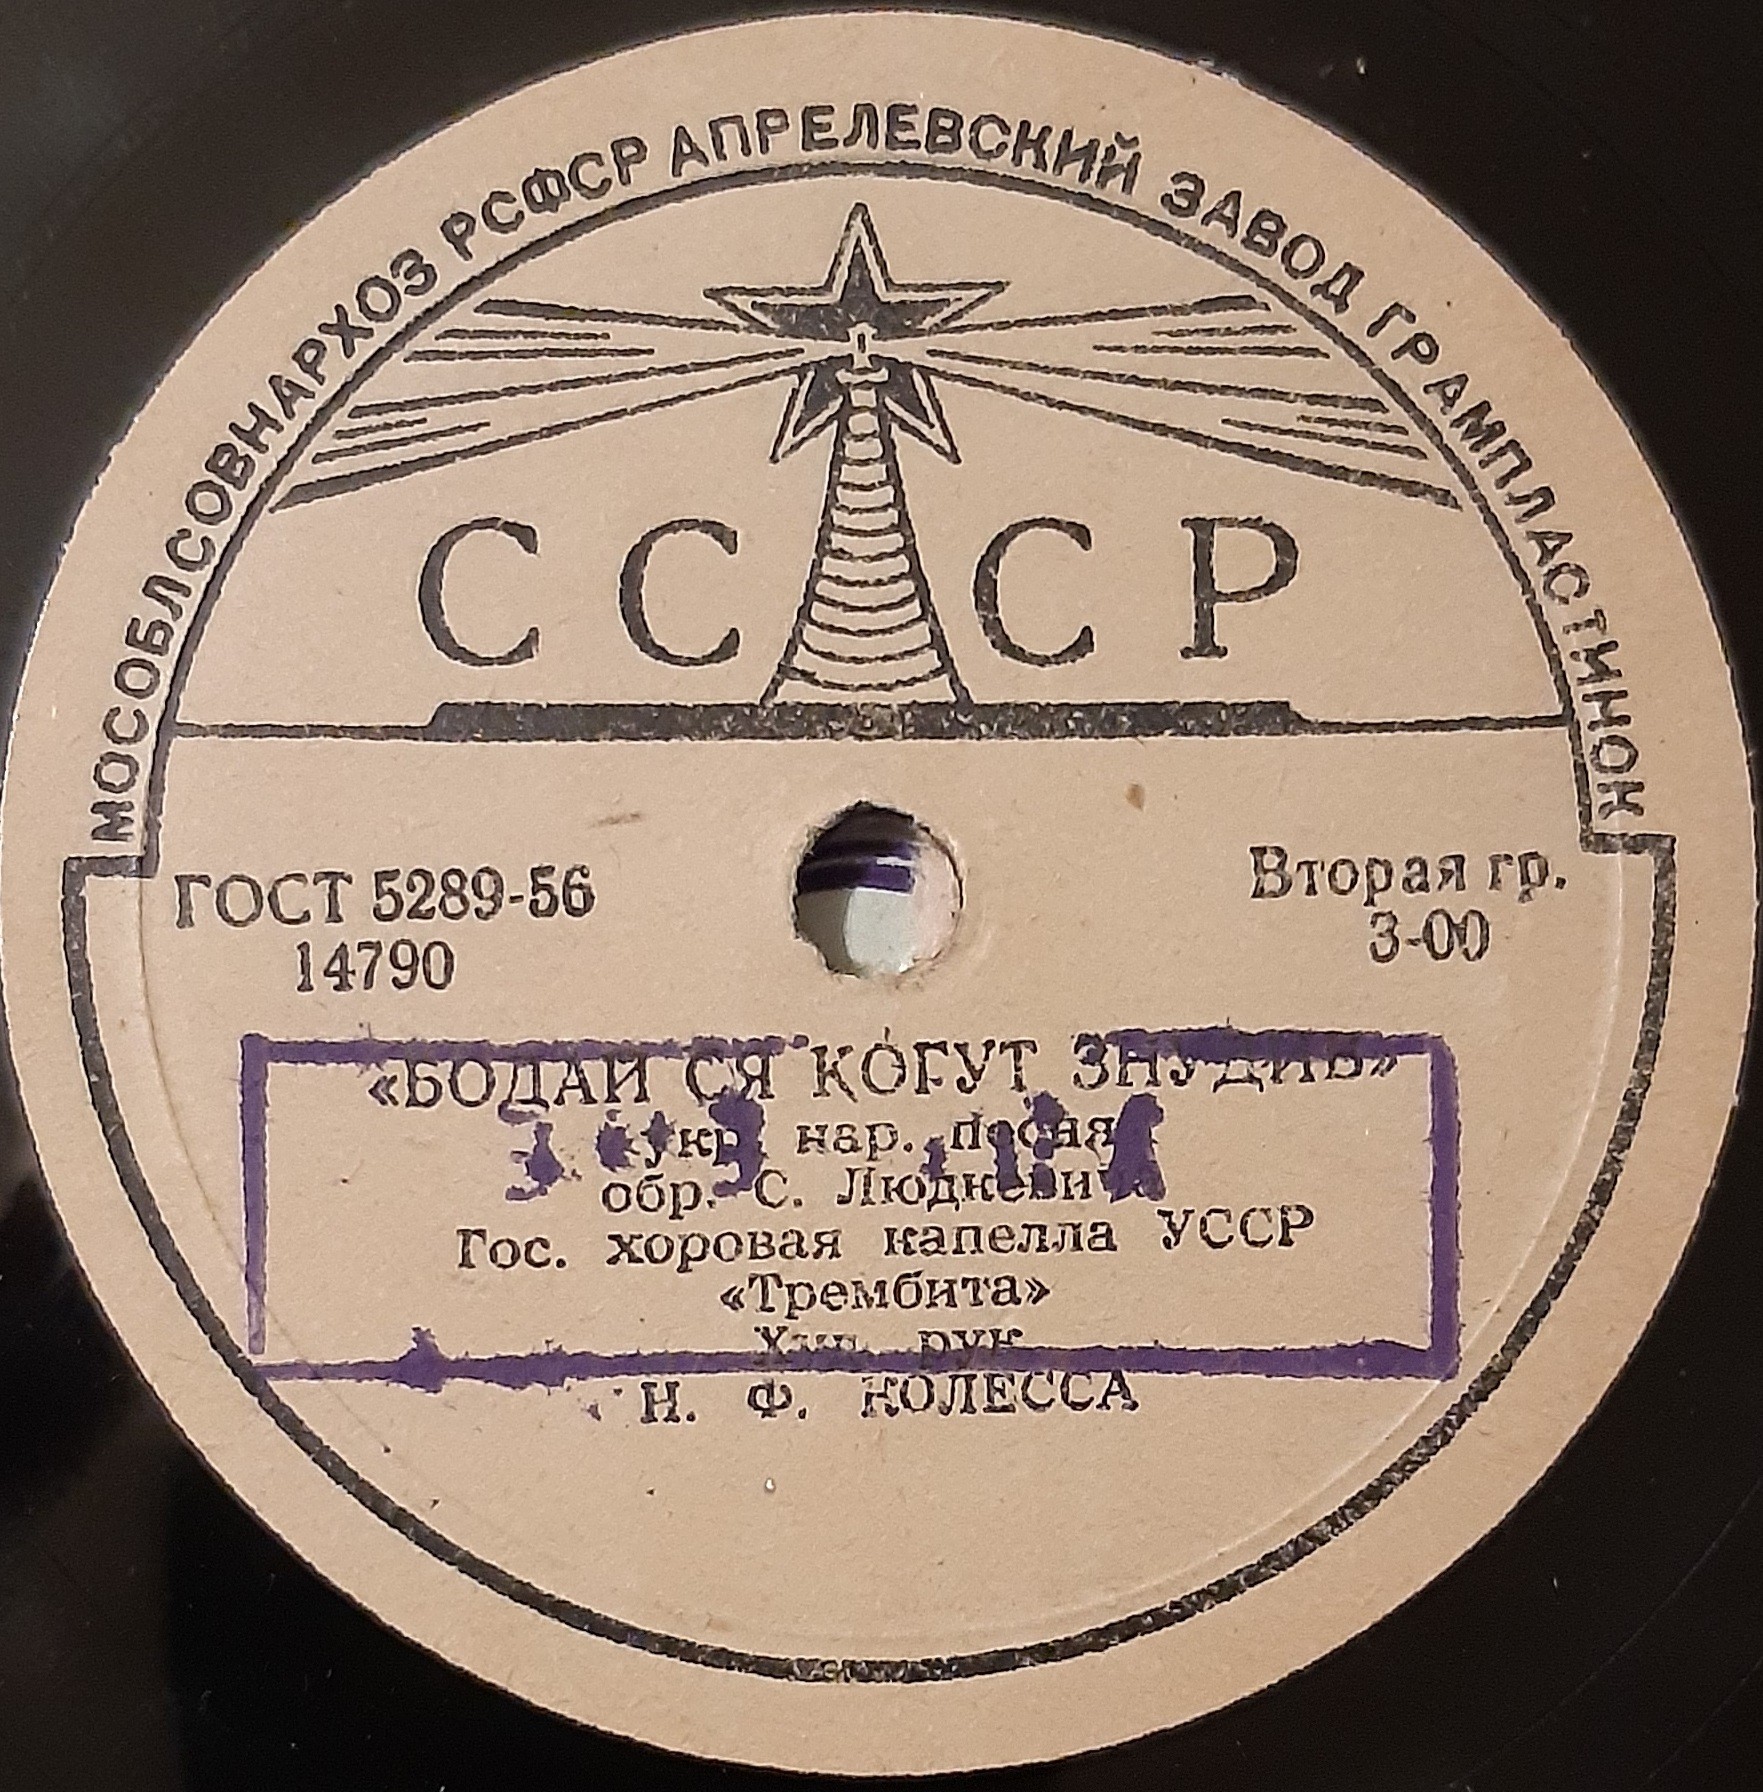 МОСОБЛСОВНАРХОЗ РСФСР АПРЕЛЕВСКИЙ ЗАВОД ГРАМПЛАСТИНОК
СССР
ГОСТ 5289-56
14790
Вторая гр.
3-00
«БОДАЙ СЯ КОГУТ ЗНУДИВ»
укр. нар. песня
обр. С. Людкевича
Гос. хоровая капелла УССР
«Трембита»
Худ. рук.
Н. Ф. КОЛЕССА